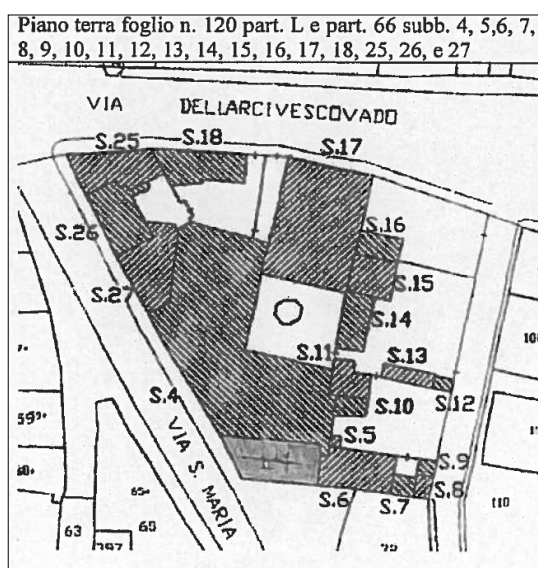 Piano terra foglio n. 120 part. L e part. 66 subb. 4, 5,6, 7,
8, 9, 10, 11, 12, 13, 14, 15, 16, 17, 18, 25, 26, e 27
VIA DELLARCIVESCOVADO
S.25 S.18 S.17
S.16
S.26
S.15
S.27
S.14
S.11 S.13
S.12
S.4
S.10
VIA S. MARIA
S.5
S.9
S.6 S.7 S.8
65
63
397
110